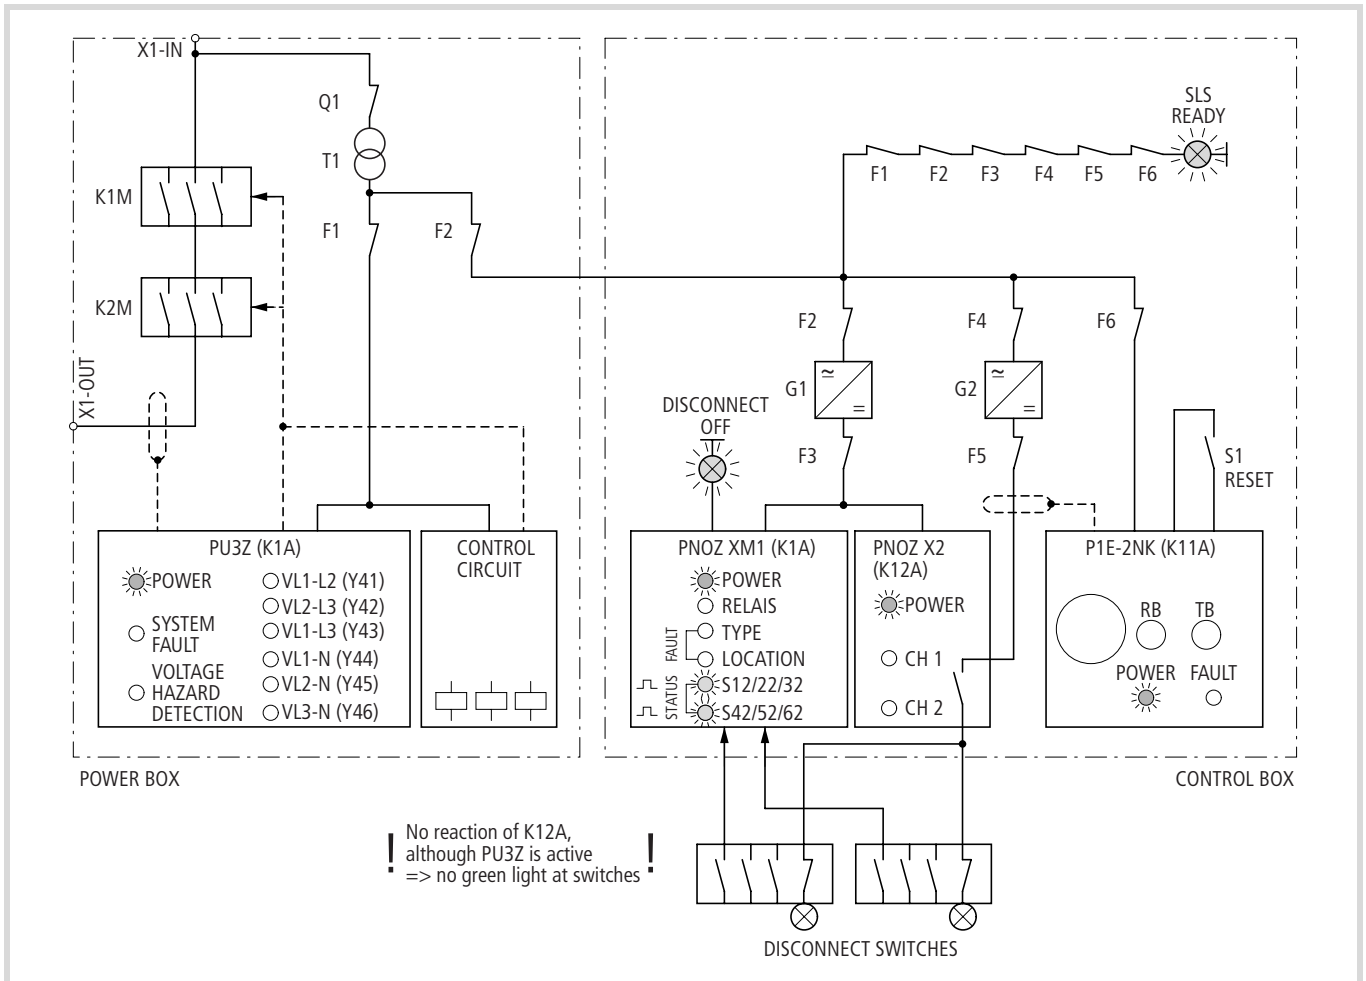 X1-IN
Q1
T1
SLS
READY
F1
F2
F3
F4
F5
F6
K1M
F1
F2
K2M
F2
F4
F6
X1-OUT
G1
≃
=
G2
≃
=
DISCONNECT
OFF
F3
F5
S1
RESET
PU3Z (K1A)
POWER
SYSTEM
FAULT
VOLTAGE
HAZARD
DETECTION
VL1-L2 (Y41)
VL2-L3 (Y42)
VL1-L3 (Y43)
VL1-N (Y44)
VL2-N (Y45)
VL3-N (Y46)
CONTROL
CIRCUIT
PNOZ XM1 (K1A)
POWER
RELAIS
FAULT
TYPE
LOCATION
STATUS
S12/22/32
S42/52/62
PNOZ X2
(K12A)
POWER
CH 1
CH 2
P1E-2NK (K11A)
RB
TB
POWER
FAULT
POWER BOX
CONTROL BOX
! No reaction of K12A, !
although PU3Z is active
=> no green light at switches
DISCONNECT SWITCHES